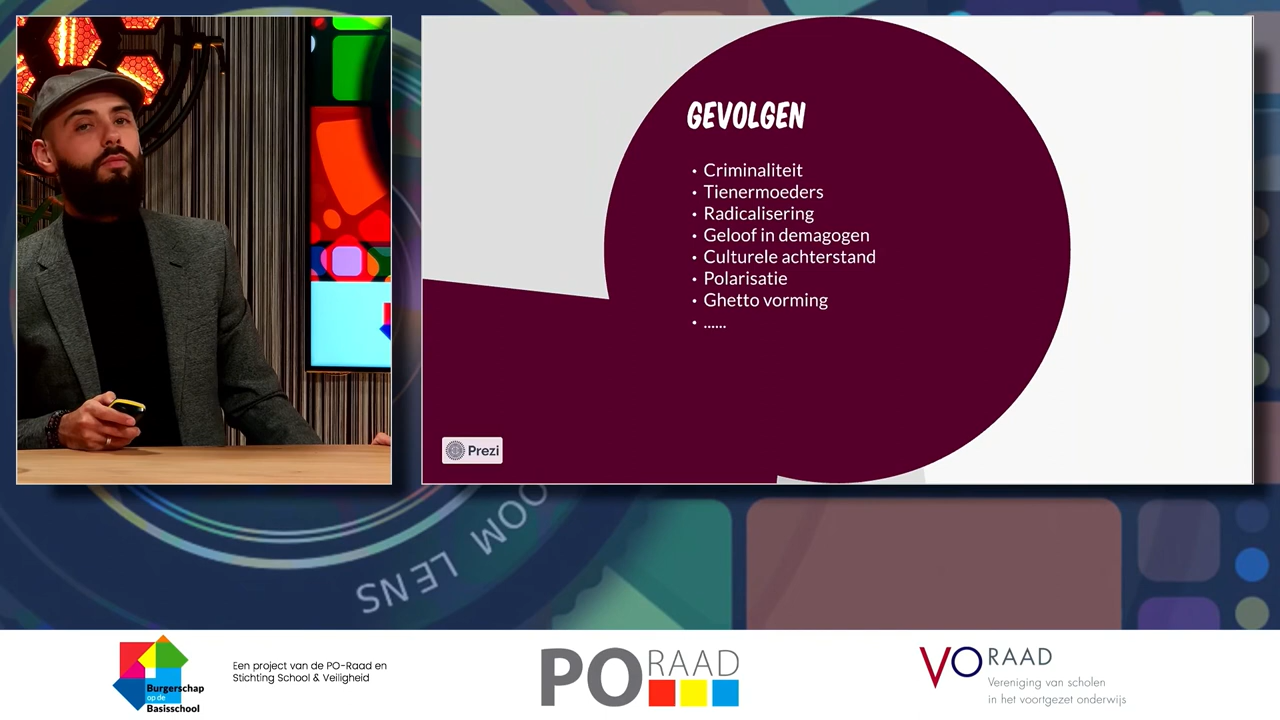 GEVOLGEN
• Criminaliteit
• Tienermoeders
• Radicalisering
• Geloof in demagogen
• Culturele achterstand
• Polarisatie
• Ghetto vorming
• ......
Prezi
OOM LENS
Burgerschap
op de
Basisschool
Een project van de PO-Raad en
Stichting School & Veiligheid
PO RAAD
VO RAAD
Vereniging van scholen
in het voortgezet onderwijs